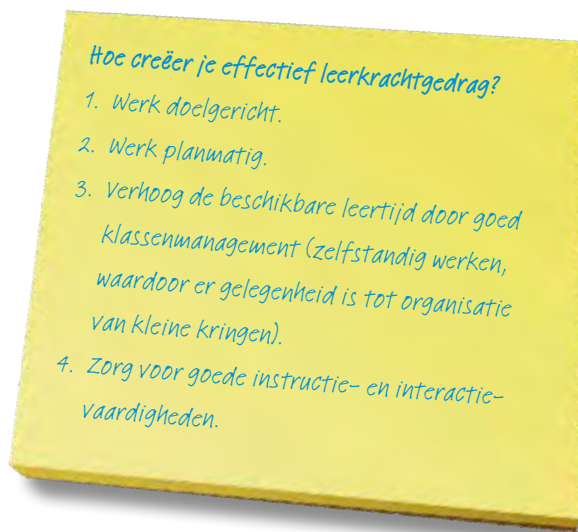 Hoe creëer je effectief leerkrachtgedrag?
1. Werk doelgericht.
2. Werk planmatig.
3. Verhoog de beschikbare leertijd door goed
klassenmanagement (zelfstandig werken,
waardoor er gelegenheid is tot organisatie
van kleine kringen).
4. Zorg voor goede instructie- en interactie-
vaardigheden.